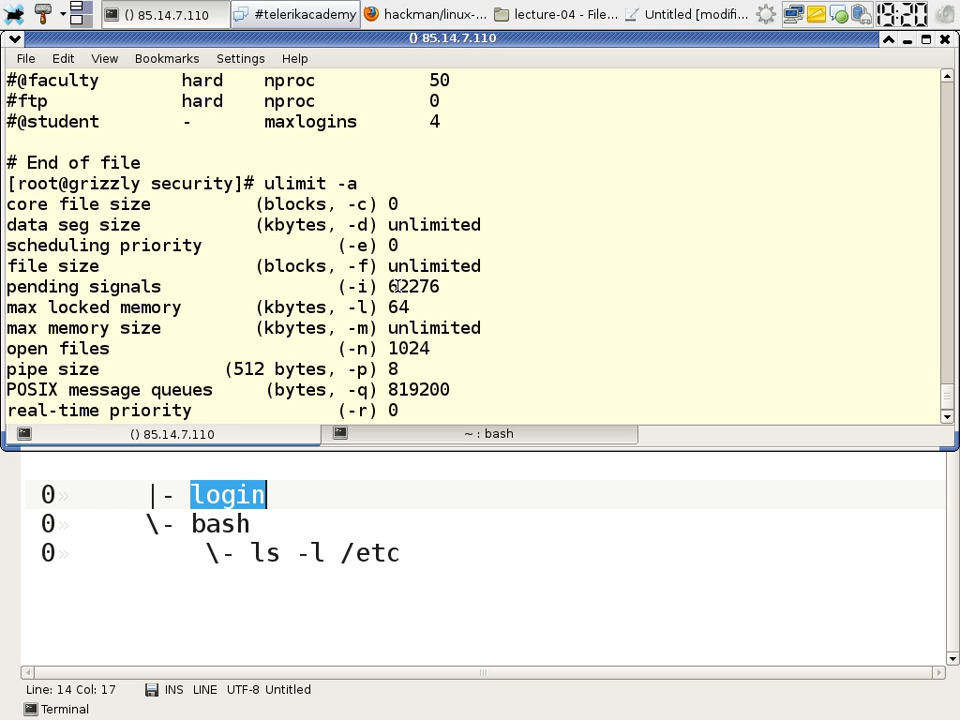 () 85.14.7.110
#telerikacademy
hackman/linux-...
lecture-04 - File...
Untitled [modifi...
19:20
() 85.14.7.110
File Edit View Bookmarks Settings Help
#@faculty hard nproc 50
#ftp hard nproc 0
#@student - maxlogins 4
# End of file
[root@grizzly security]# ulimit -a
core file size (blocks, -c) 0
data seg size (kbytes, -d) unlimited
scheduling priority (-e) 0
file size (blocks, -f) unlimited
pending signals (-i) 62276
max locked memory (kbytes, -l) 64
max memory size (kbytes, -m) unlimited
open files (-n) 1024
pipe size (512 bytes, -p) 8
POSIX message queues (bytes, -q) 819200
real-time priority (-r) 0
() 85.14.7.110
~ : bash
0» |- login
0» \- bash
0» \- ls -l /etc
Line: 14 Col: 17 INS LINE UTF-8 Untitled
Terminal